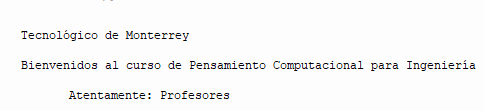 Tecnológico de Monterrey
Bienvenidos al curso de Pensamiento Computacional para Ingeniería
Atentamente: Profesores